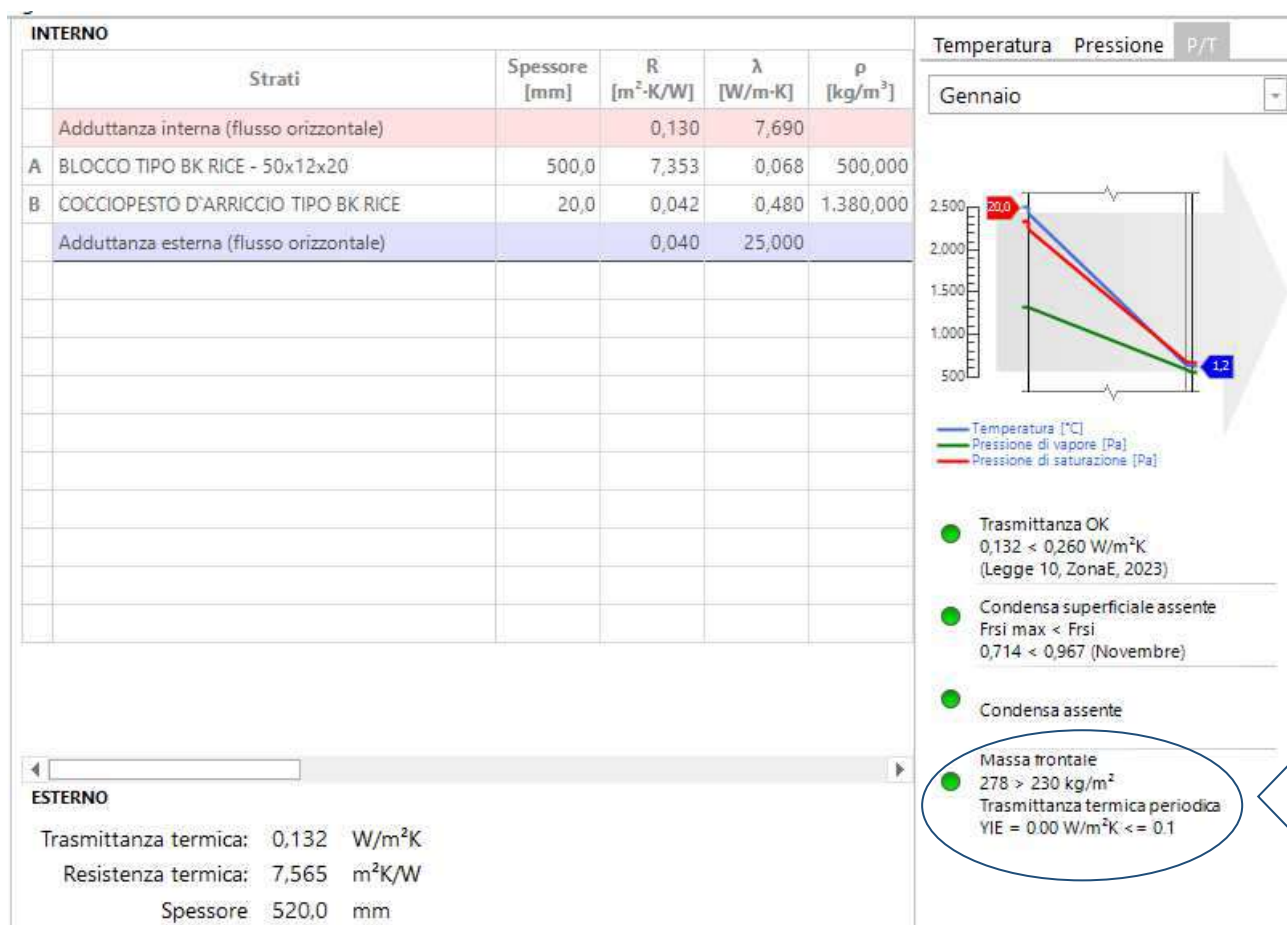 INTERNO
Strati Spessore [mm] R [m²·K/W] λ [W/m·K] ρ [kg/m³]
Adduttanza interna (flusso orizzontale) 0,130 7,690
A BLOCCO TIPO BK RICE - 50x12x20 500,0 7,353 0,068 500,000
B COCCIOPESTO D'ARRICCIO TIPO BK RICE 20,0 0,042 0,480 1.380,000
Adduttanza esterna (flusso orizzontale) 0,040 25,000
ESTERNO
Trasmittanza termica: 0,132 W/m²K
Resistenza termica: 7,565 m²K/W
Spessore 520,0 mm
Temperatura Pressione P/T
Gennaio
2.500
2.000
1.500
1.000
500
20,0
1,2
Temperatura [°C]
Pressione di vapore [Pa]
Pressione di saturazione [Pa]
Trasmittanza OK
0,132 < 0,260 W/m²K
(Legge 10, ZonaE, 2023)
Condensa superficiale assente
Frsi max < Frsi
0,714 < 0,967 (Novembre)
Condensa assente
Massa frontale
278 > 230 kg/m²
Trasmittanza termica periodica
YIE = 0.00 W/m²K <= 0.1